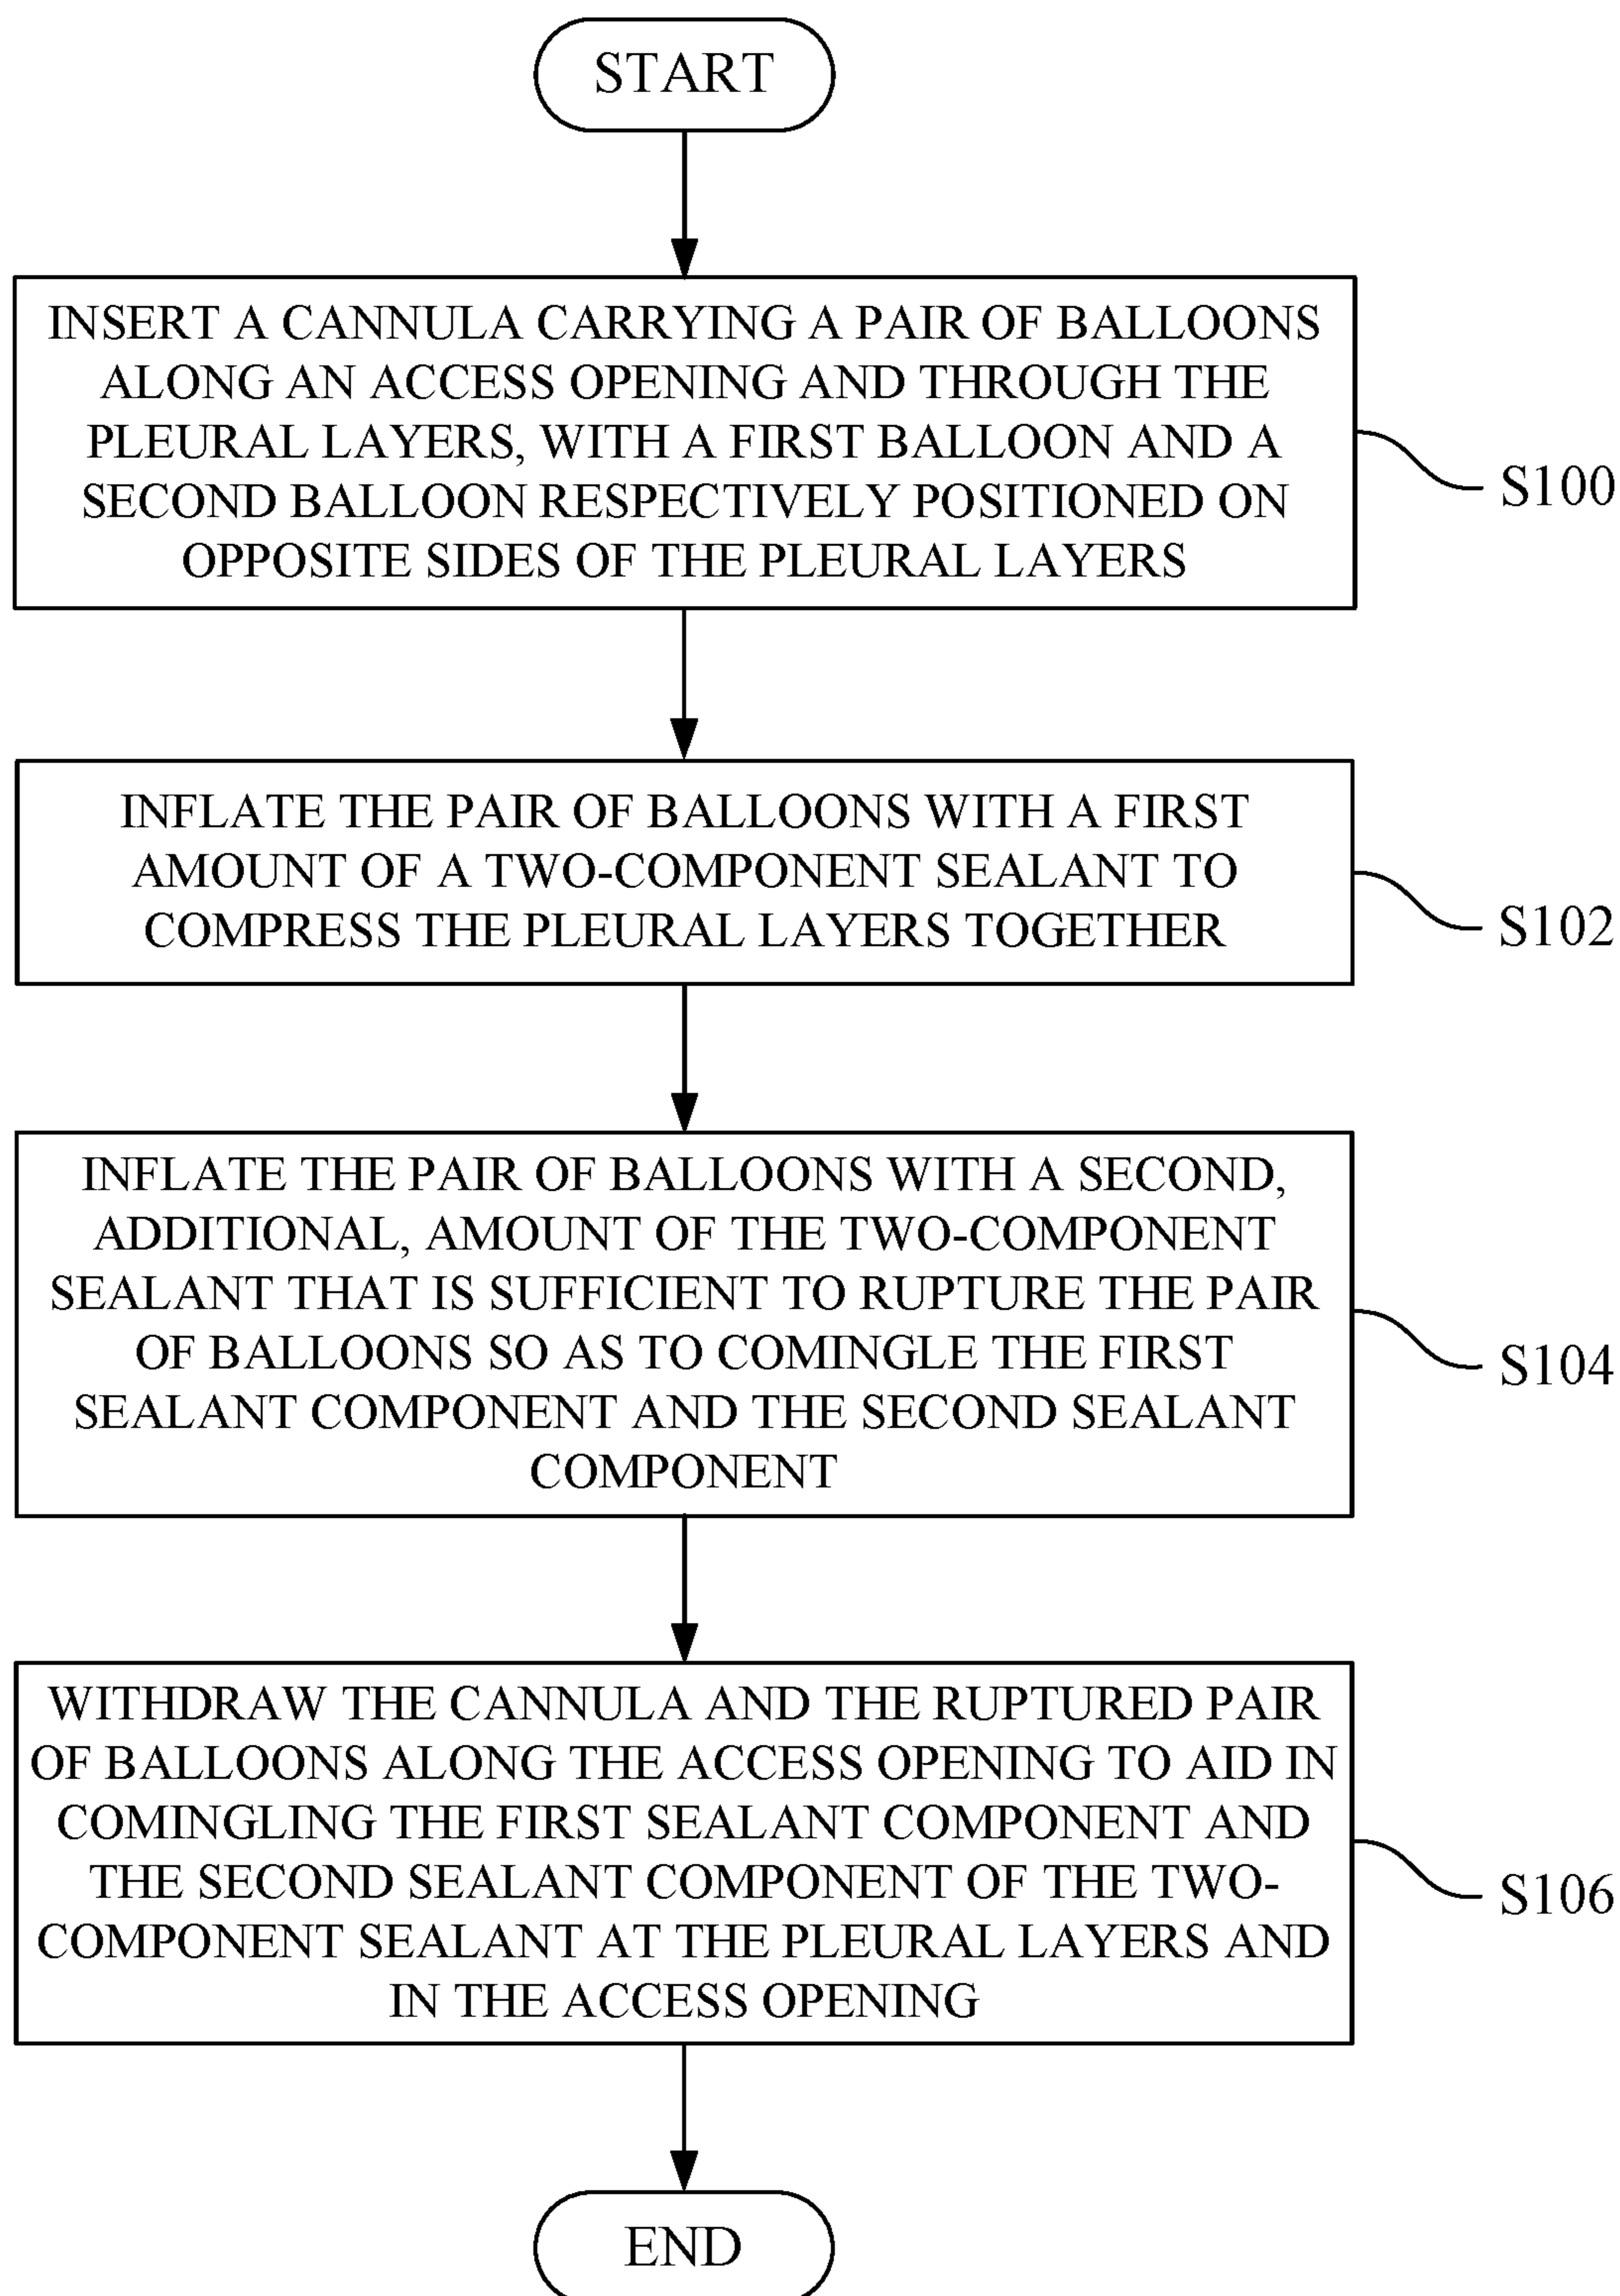 START
INSERT A CANNULA CARRYING A PAIR OF BALLOONS
ALONG AN ACCESS OPENING AND THROUGH THE
PLEURAL LAYERS, WITH A FIRST BALLOON AND A
SECOND BALLOON RESPECTIVELY POSITIONED ON
OPPOSITE SIDES OF THE PLEURAL LAYERS
S100
INFLATE THE PAIR OF BALLOONS WITH A FIRST
AMOUNT OF A TWO-COMPONENT SEALANT TO
COMPRESS THE PLEURAL LAYERS TOGETHER
S102
INFLATE THE PAIR OF BALLOONS WITH A SECOND,
ADDITIONAL, AMOUNT OF THE TWO-COMPONENT
SEALANT THAT IS SUFFICIENT TO RUPTURE THE PAIR
OF BALLOONS SO AS TO COMINGLE THE FIRST
SEALANT COMPONENT AND THE SECOND SEALANT
COMPONENT
S104
WITHDRAW THE CANNULA AND THE RUPTURED PAIR
OF BALLOONS ALONG THE ACCESS OPENING TO AID IN
COMINGLING THE FIRST SEALANT COMPONENT AND
THE SECOND SEALANT COMPONENT OF THE TWO-
COMPONENT SEALANT AT THE PLEURAL LAYERS AND
IN THE ACCESS OPENING
S106
END